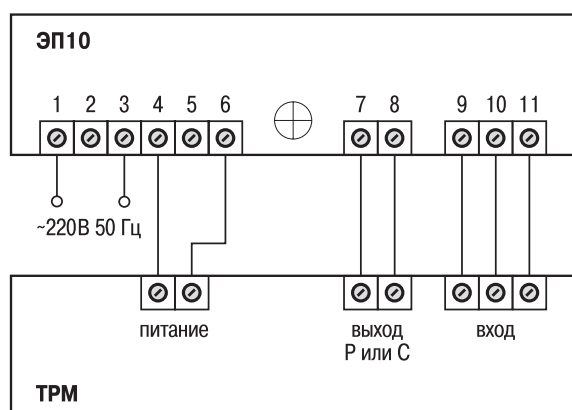 ЭП10
1 2 3 4 5 6 7 8 9 10 11
~220В 50 Гц
питание выход вход
Р или С
ТРМ